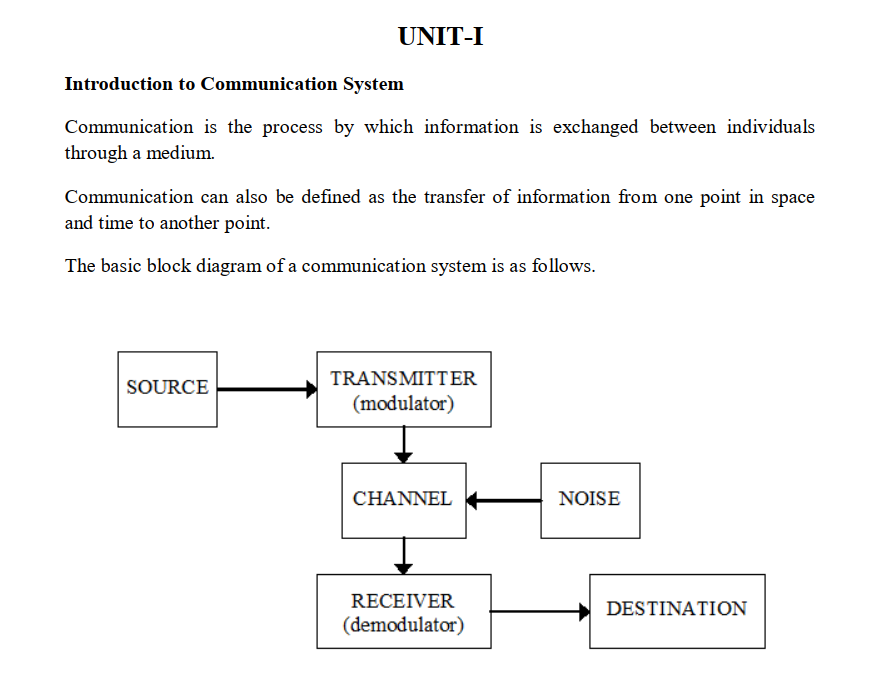 UNIT-I
Introduction to Communication System
Communication is the process by which information is exchanged between individuals
through a medium.
Communication can also be defined as the transfer of information from one point in space
and time to another point.
The basic block diagram of a communication system is as follows.
SOURCE
TRANSMITTER
(modulator)
CHANNEL
NOISE
RECEIVER
(demodulator)
DESTINATION